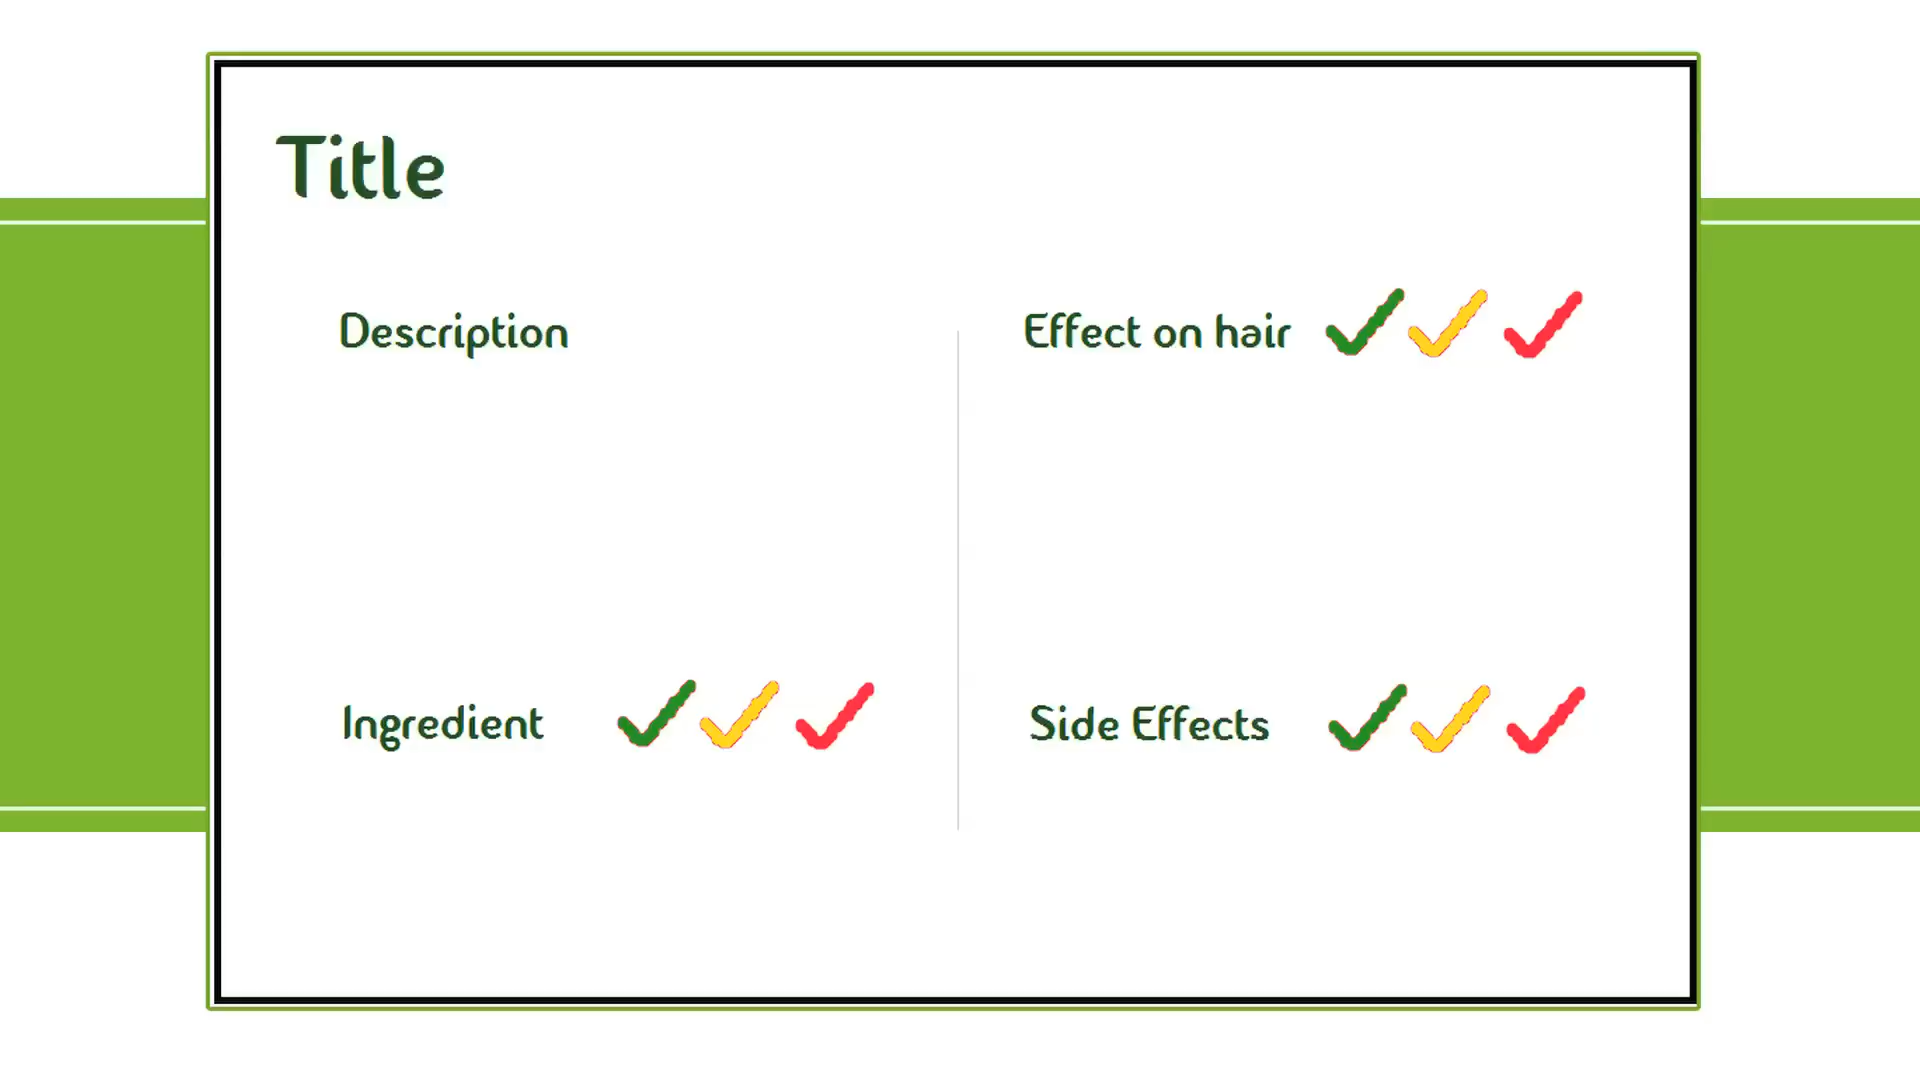 Title
Description
Effect on hair
Ingredient
Side Effects